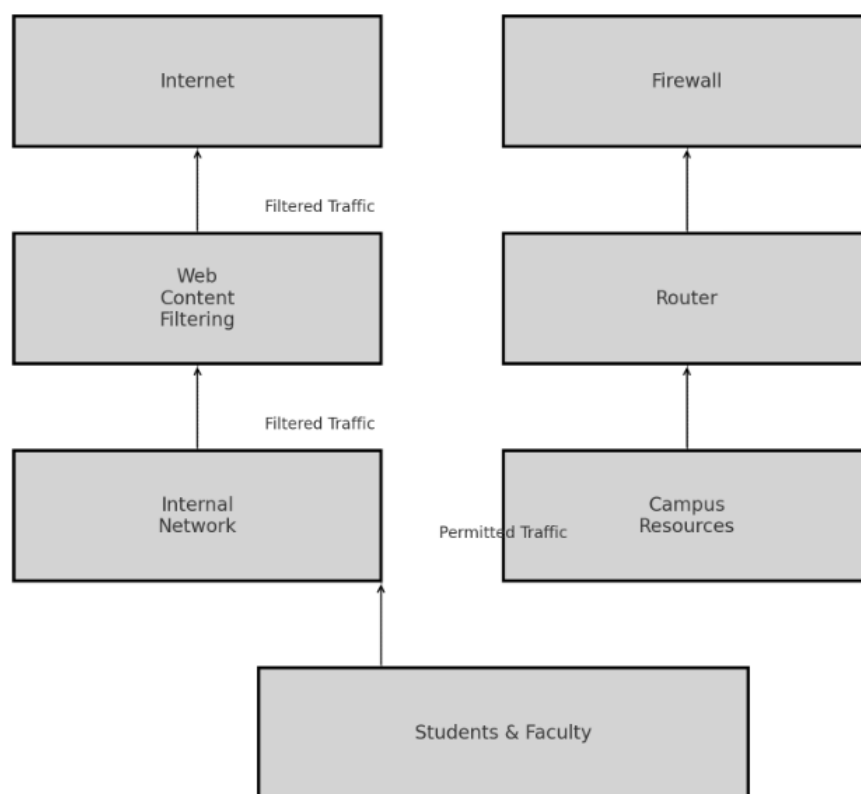 Internet
Firewall
Filtered Traffic
Web
Content
Filtering
Router
Filtered Traffic
Internal
Network
Campus
Resources
Permitted Traffic
Students & Faculty